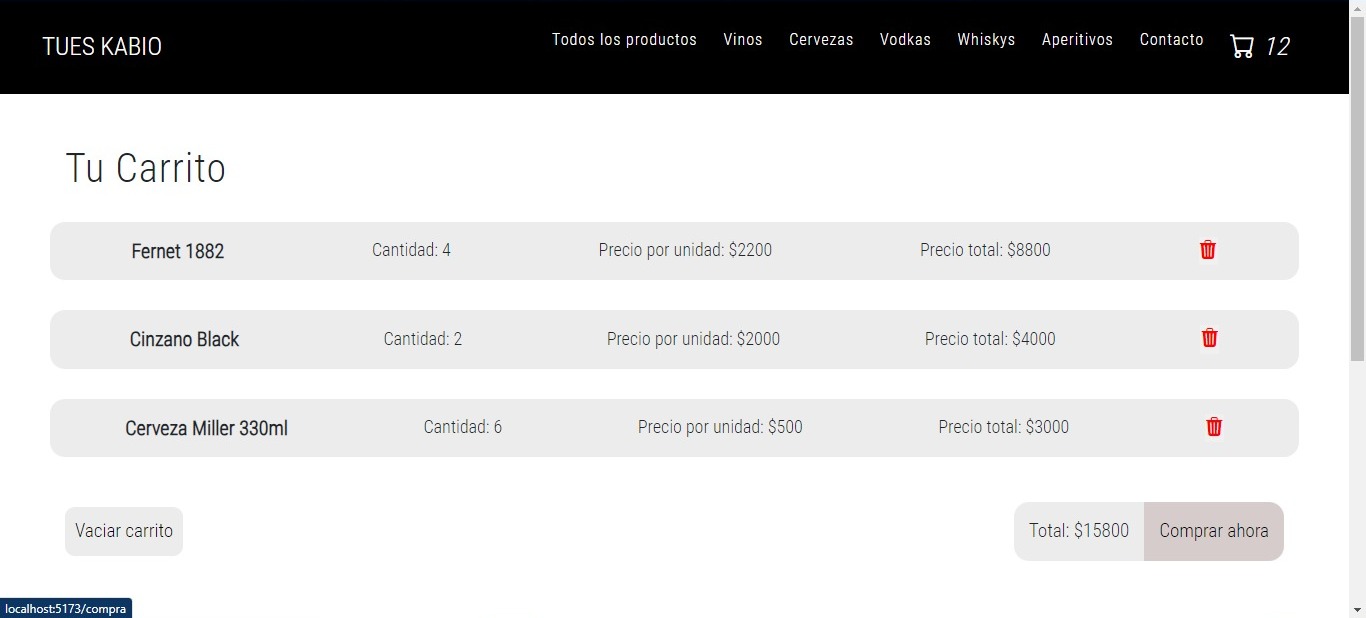 TUES KABIO
Todos los productos Vinos Cervezas Vodkas Whiskys Aperitivos Contacto 12
Tu Carrito
Fernet 1882 Cantidad: 4 Precio por unidad: $2200 Precio total: $8800
Cinzano Black Cantidad: 2 Precio por unidad: $2000 Precio total: $4000
Cerveza Miller 330ml Cantidad: 6 Precio por unidad: $500 Precio total: $3000
Vaciar carrito Total: $15800 Comprar ahora
localhost:5173/compra